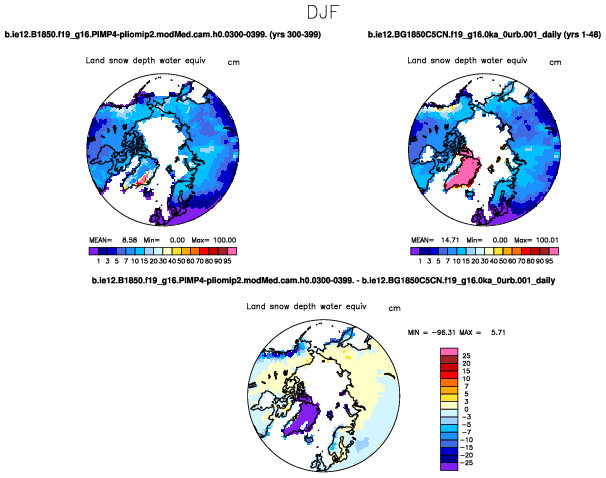 DJF
b.ie12.B1850.f19_g16.PIMP4-pliomip2.modMed.cam.h0.0300-0399. (yrs 300-399)
b.ie12.BG1850C5CN.f19_g16.0ka_0urb.001_daily (yrs 1-48)
Land snow depth water equiv cm
Land snow depth water equiv cm
MEAN= 8.58 Min= 0.00 Max= 100.00
MEAN= 14.71 Min= 0.00 Max= 100.01
1 3 5 7 10 15 20 30 40 50 60 70 80 90 95
1 3 5 7 10 15 20 30 40 50 60 70 80 90 95
b.ie12.B1850.f19_g16.PIMP4-pliomip2.modMed.cam.h0.0300-0399. - b.ie12.BG1850C5CN.f19_g16.0ka_0urb.001_daily
Land snow depth water equiv cm
MIN = -96.31 MAX = 5.71
25
20
15
10
7
5
3
0
-3
-5
-7
-10
-15
-20
-25